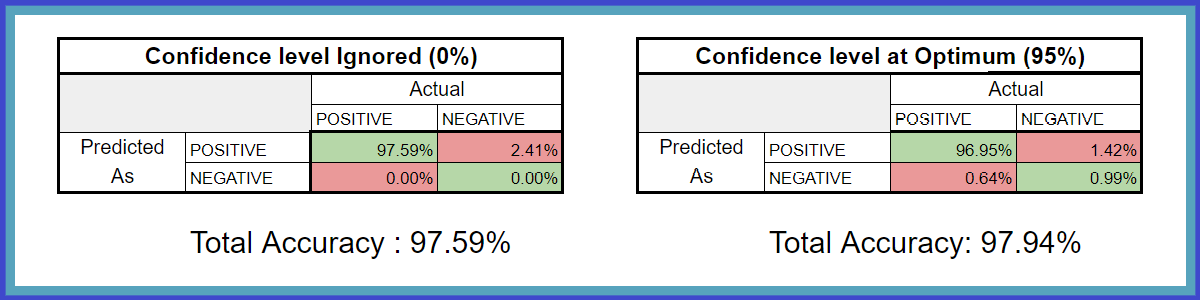 Confidence level Ignored (0%)
Actual
POSITIVE NEGATIVE
Predicted As POSITIVE 97.59% 2.41%
NEGATIVE 0.00% 0.00%
Total Accuracy : 97.59%
Confidence level at Optimum (95%)
Actual
POSITIVE NEGATIVE
Predicted As POSITIVE 96.95% 1.42%
NEGATIVE 0.64% 0.99%
Total Accuracy: 97.94%